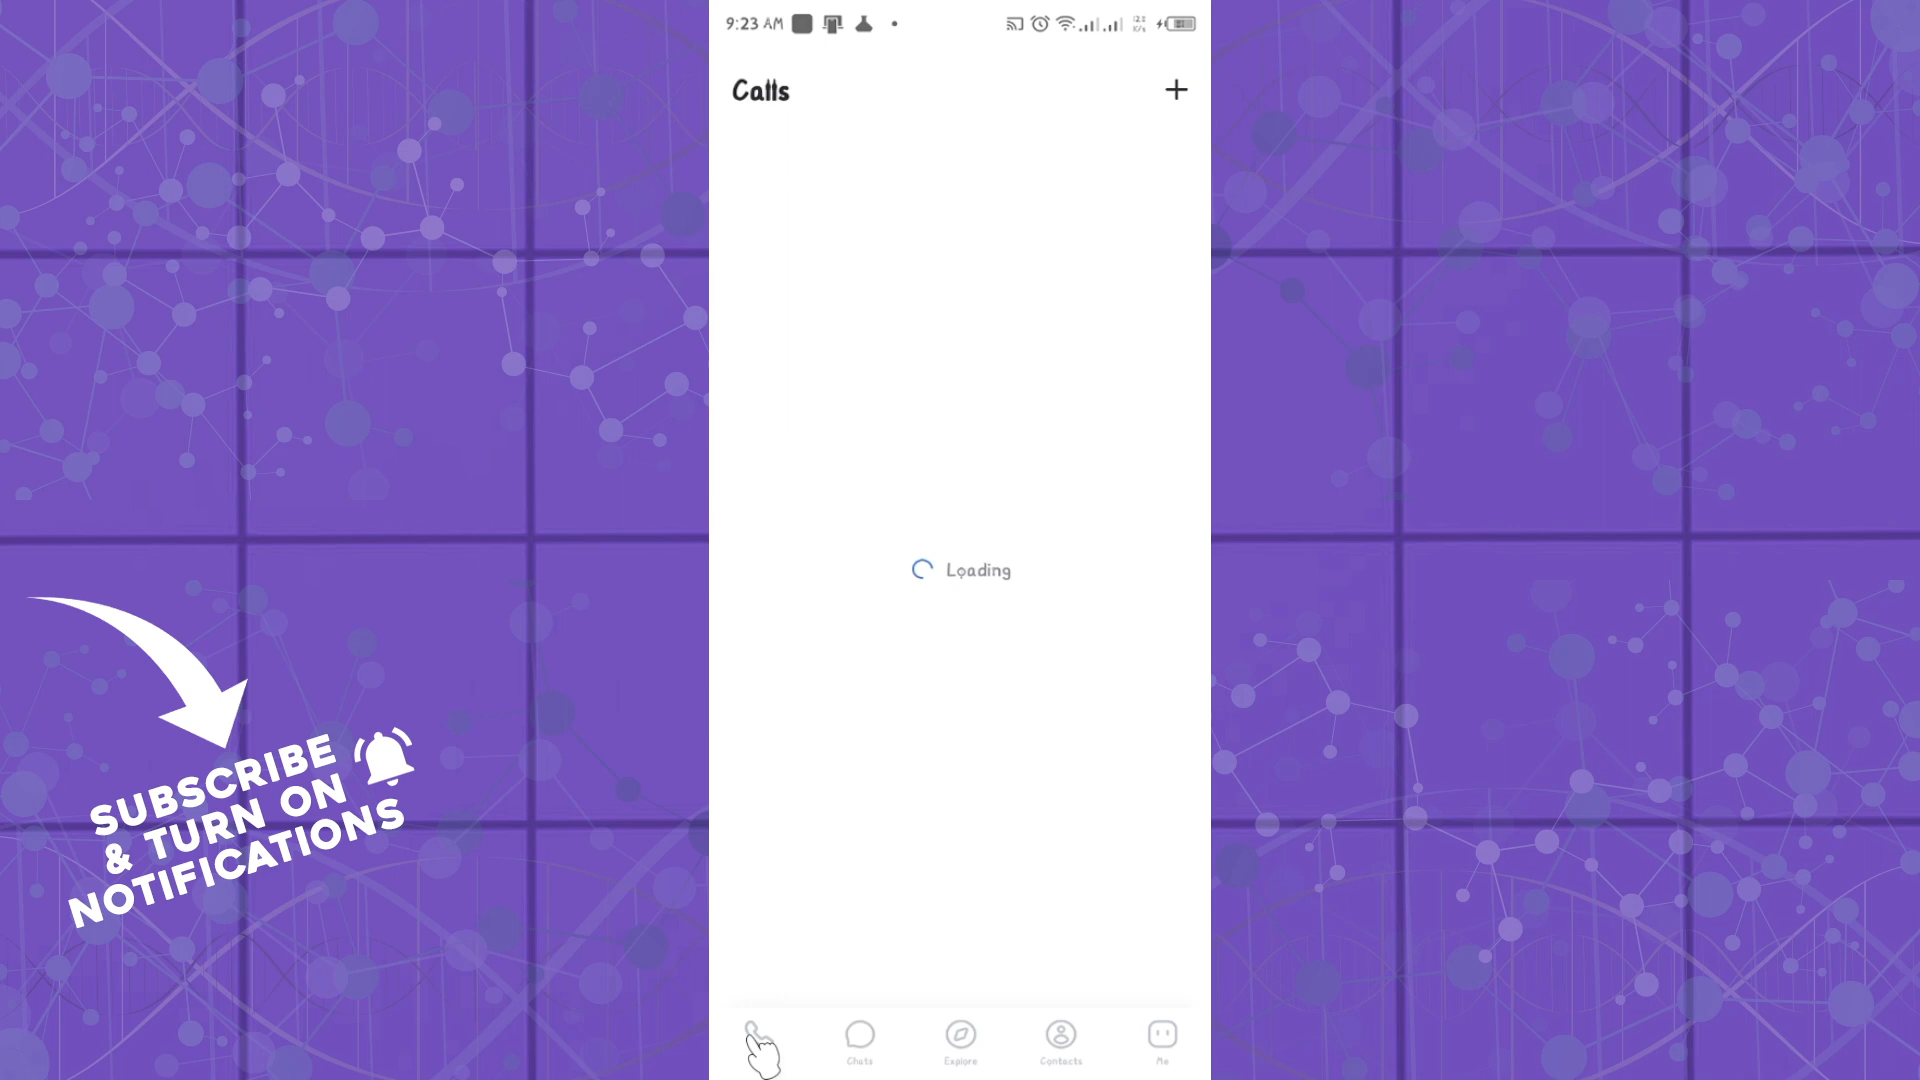 9:23 AM
Calls
Loading
SUBSCRIBE
& TURN ON
NOTIFICATIONS
Chats
Explore
Contacts
Me